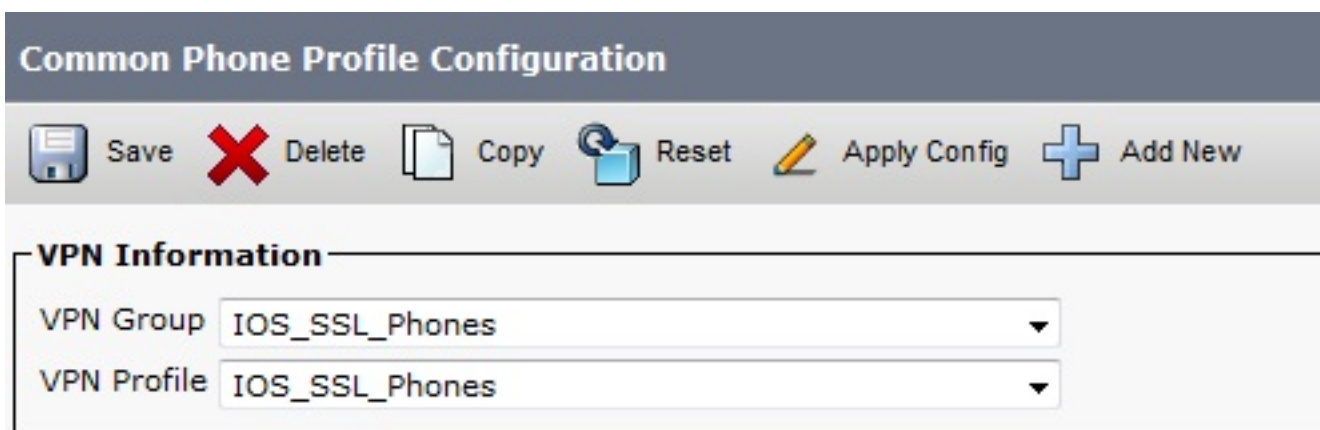 Common Phone Profile Configuration
Save Delete Copy Reset Apply Config Add New
VPN Information
VPN Group IOS_SSL_Phones
VPN Profile IOS_SSL_Phones